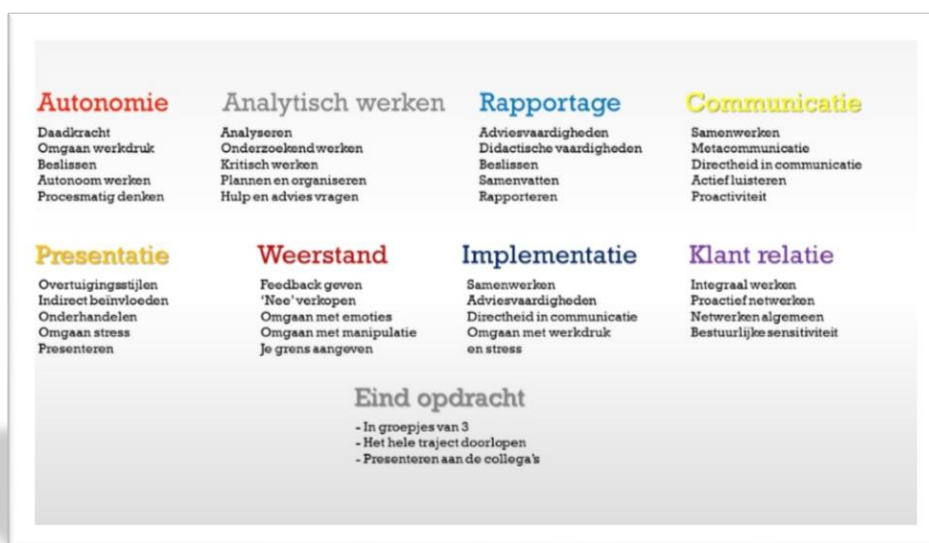 Autonomie
Daadkracht
Omgaan werkdruk
Beslissen
Autonoom werken
Procesmatig denken
Analytisch werken
Analyseren
Onderzoekend werken
Kritisch werken
Plannen en organiseren
Hulp en advies vragen
Rapportage
Adviesvaardigheden
Didactische vaardigheden
Beslissen
Samenvatten
Rapporteren
Communicatie
Samenwerken
Metacommunicatie
Directheid in communicatie
Actief luisteren
Proactiviteit
Presentatie
Overtuigingsstijlen
Indirect beïnvloeden
Onderhandelen
Omgaan stress
Presenteren
Weerstand
Feedback geven
‘Nee’ verkopen
Omgaan met emoties
Omgaan met manipulatie
Je grens aangeven
Implementatie
Samenwerken
Adviesvaardigheden
Directheid in communicatie
Omgaan met werkdruk
en stress
Klant relatie
Integraal werken
Proactief netwerken
Netwerken algemeen
Bestuurlijke sensitiviteit
Eind opdracht
- In groepjes van 3
- Het hele traject doorlopen
- Presenteren aan de collega's